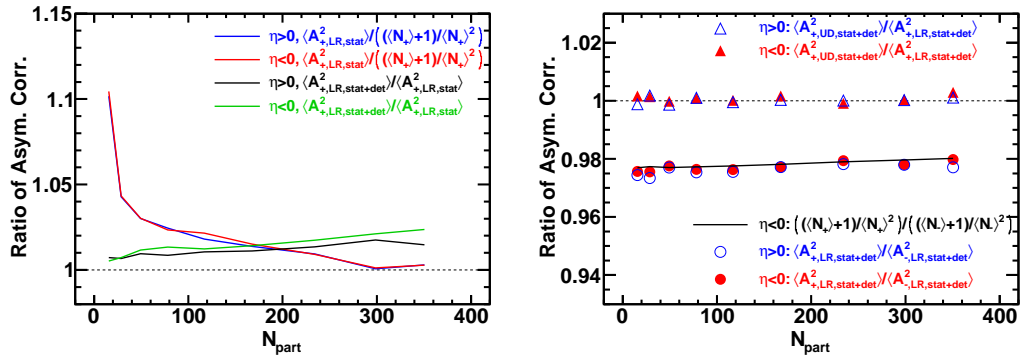 Ratio of Asym. Corr.
1.15
1.1
1.05
1
η>0, ⟨A²₊,LR,stat⟩/((⟨N₊⟩+1)/⟨N₊⟩²)
η<0, ⟨A²₊,LR,stat⟩/((⟨N₊⟩+1)/⟨N₊⟩²)
η>0, ⟨A²₊,LR,stat+det⟩/⟨A²₊,LR,stat⟩
η<0, ⟨A²₊,LR,stat+det⟩/⟨A²₊,LR,stat⟩
0 100 200 300 400
N_part
Ratio of Asym. Corr.
1.02
1
0.98
0.96
0.94
η>0: ⟨A²₊,UD,stat+det⟩/⟨A²₊,LR,stat+det⟩
η<0: ⟨A²₊,UD,stat+det⟩/⟨A²₊,LR,stat+det⟩
η<0: ((⟨N₊⟩+1)/⟨N₊⟩²)/((⟨N₋⟩+1)/⟨N₋⟩²)
η>0: ⟨A²₊,LR,stat+det⟩/⟨A²₋,LR,stat+det⟩
η<0: ⟨A²₊,LR,stat+det⟩/⟨A²₋,LR,stat+det⟩
0 100 200 300 400
N_part